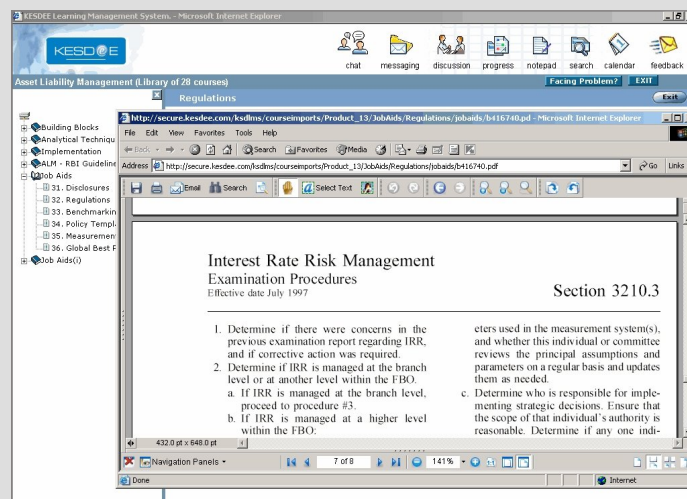 KESDEE Learning Management System. - Microsoft Internet Explorer
KESDEE
chat messaging discussion progress notepad search calendar feedback
Asset Liability Management (Library of 28 courses)
Facing Problem? EXIT
Regulations
Exit
http://secure.kesdee.com/ksdlms/courseimports/Product_13/JobAids/Regulations/jobaids/b416740.pd - Microsoft Internet Explorer
File Edit View Favorites Tools Help
Back Search Favorites Media
Address http://secure.kesdee.com/ksdlms/courseimports/Product_13/JobAids/Regulations/jobaids/b416740.pdf Go Links
Email Search Select Text
Building Blocks
Analytical Techniqu
Implementation
ALM - RBI Guideline
Job Aids
31. Disclosures
32. Regulations
33. Benchmarkin
34. Policy Templ
35. Measuremen
36. Global Best P
Job Aids(i)
Interest Rate Risk Management
Examination Procedures
Effective date July 1997
Section 3210.3
1. Determine if there were concerns in the
previous examination report regarding IRR,
and if corrective action was required.
2. Determine if IRR is managed at the branch
level or at another level within the FBO.
a. If IRR is managed at the branch level,
proceed to procedure #3.
b. If IRR is managed at a higher level
within the FBO:
eters used in the measurement system(s),
and whether this individual or committee
reviews the principal assumptions and
parameters on a regular basis and updates
them as needed.
c. Determine who is responsible for imple-
menting strategic decisions. Ensure that
the scope of that individual's authority is
reasonable. Determine if any one indi-
432.0 pt x 648.0 pt
Navigation Panels
7 of 8
141%
Done
Internet